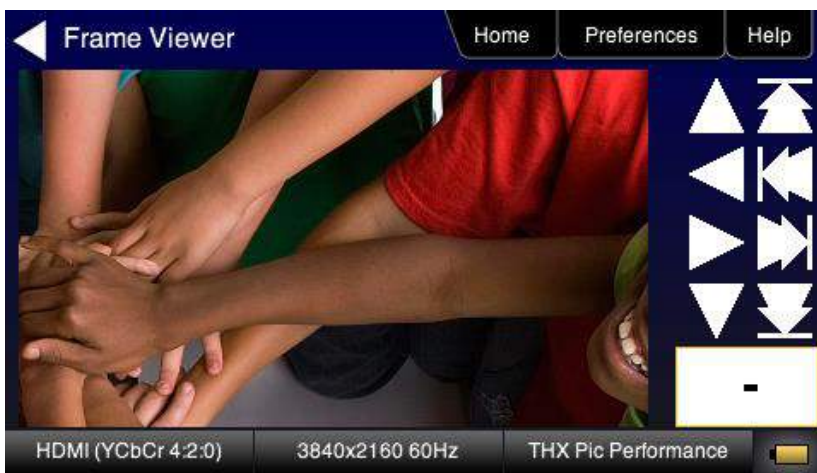 Frame Viewer
Home
Preferences
Help
-
HDMI (YCbCr 4:2:0)
3840x2160 60Hz
THX Pic Performance